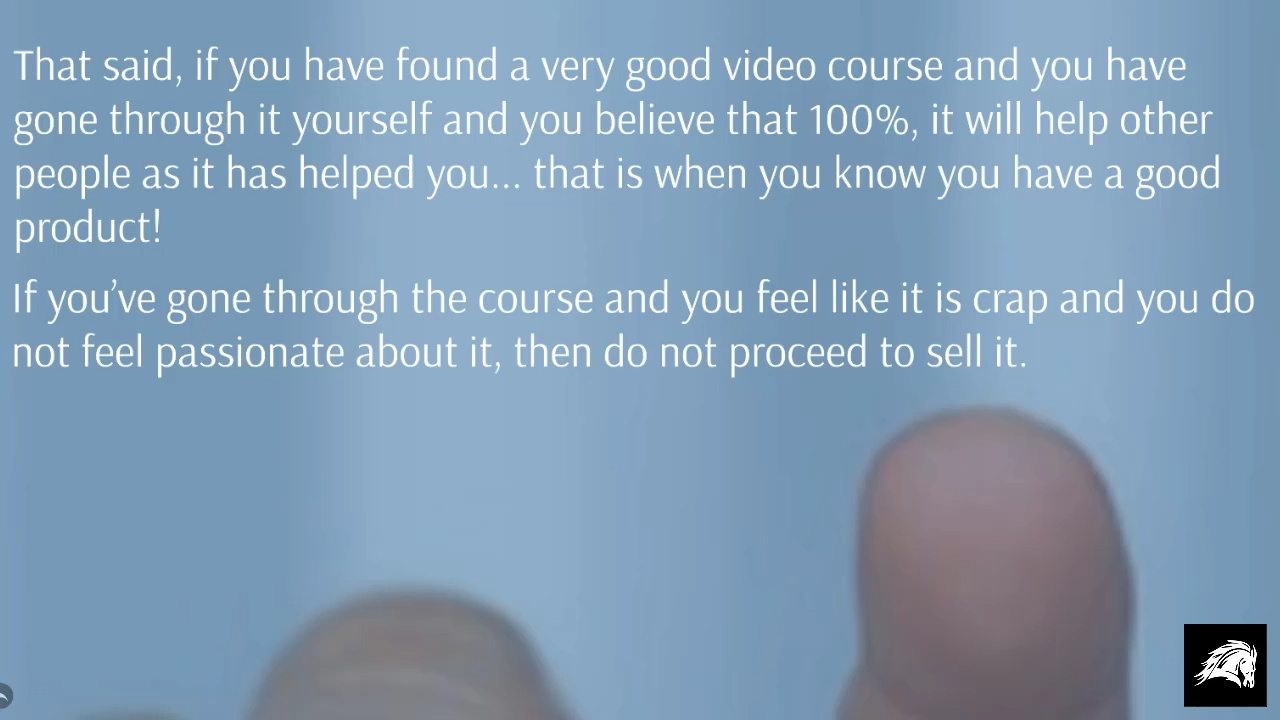 That said, if you have found a very good video course and you have
gone through it yourself and you believe that 100%, it will help other
people as it has helped you... that is when you know you have a good
product!
If you’ve gone through the course and you feel like it is crap and you do
not feel passionate about it, then do not proceed to sell it.